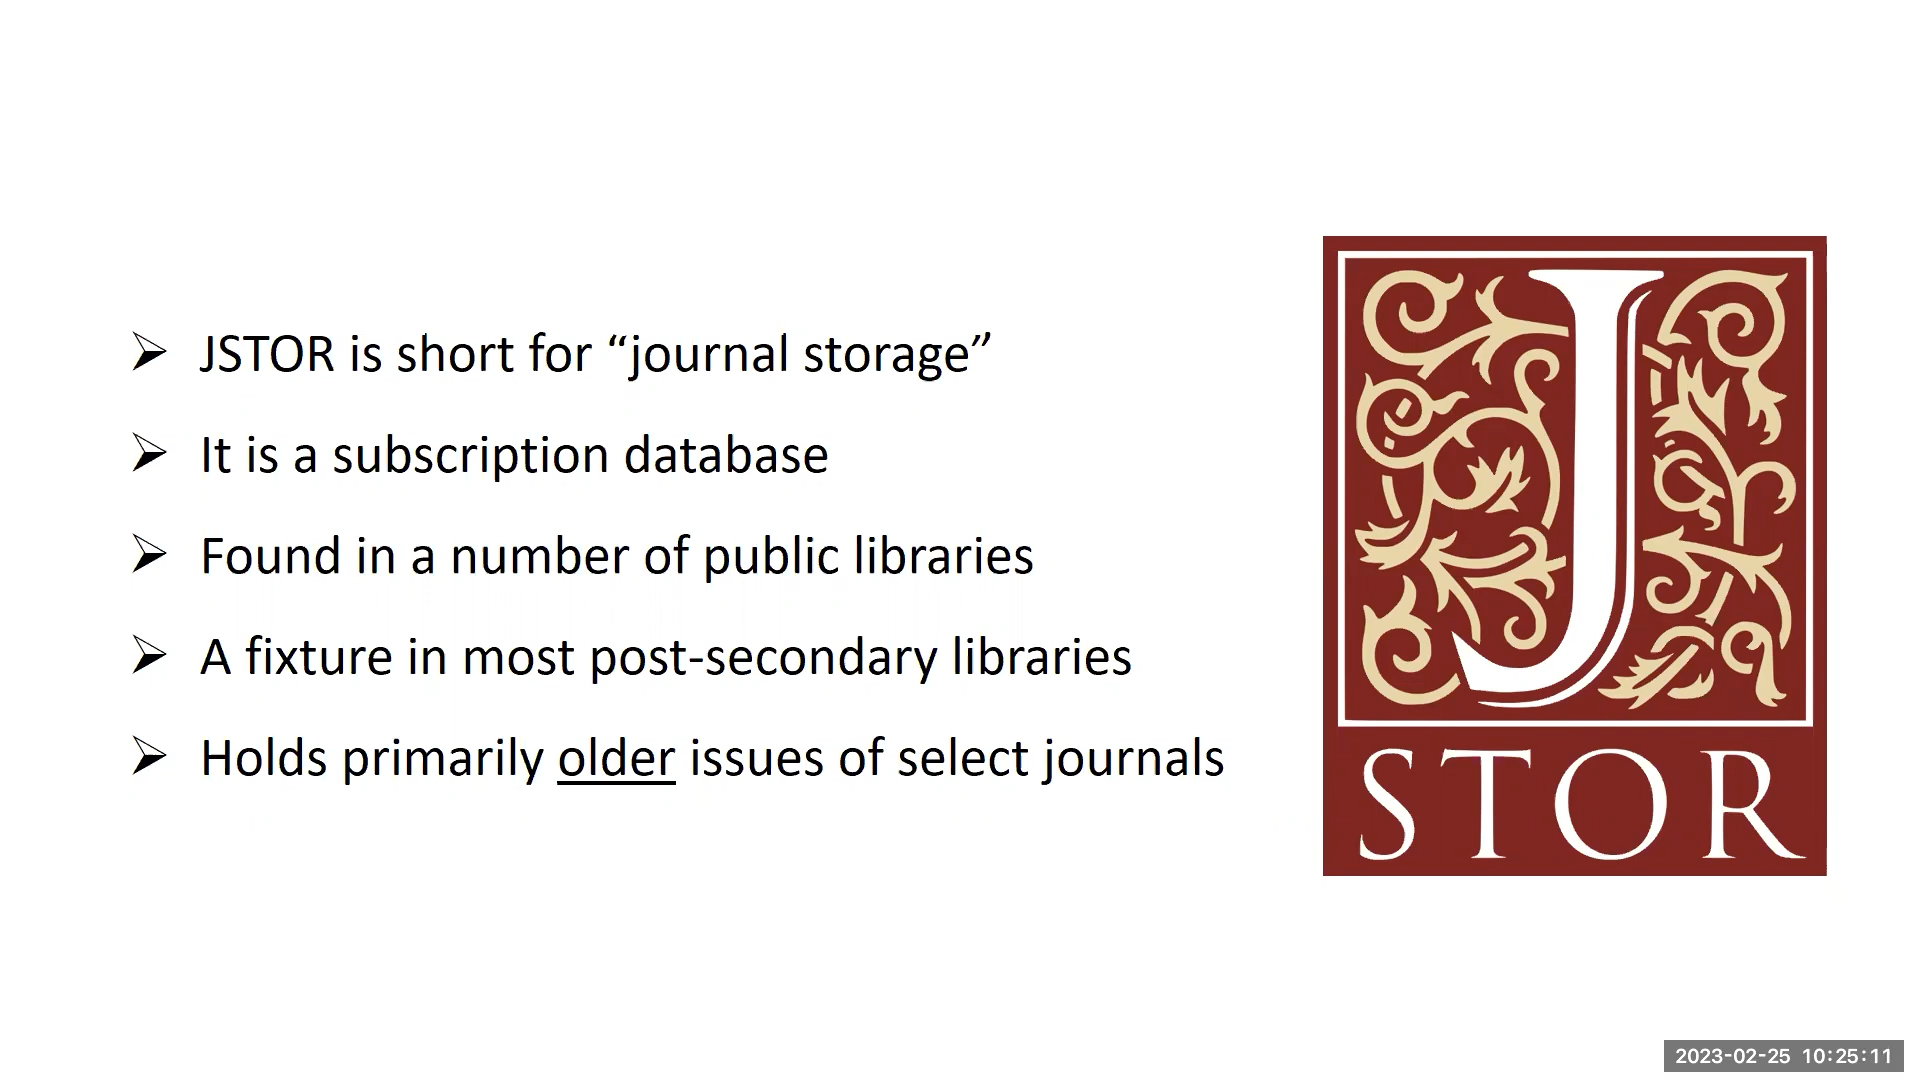 ➢ JSTOR is short for “journal storage”
➢ It is a subscription database
➢ Found in a number of public libraries
➢ A fixture in most post-secondary libraries
➢ Holds primarily older issues of select journals
J
STOR
2023-02-25 10:25:11